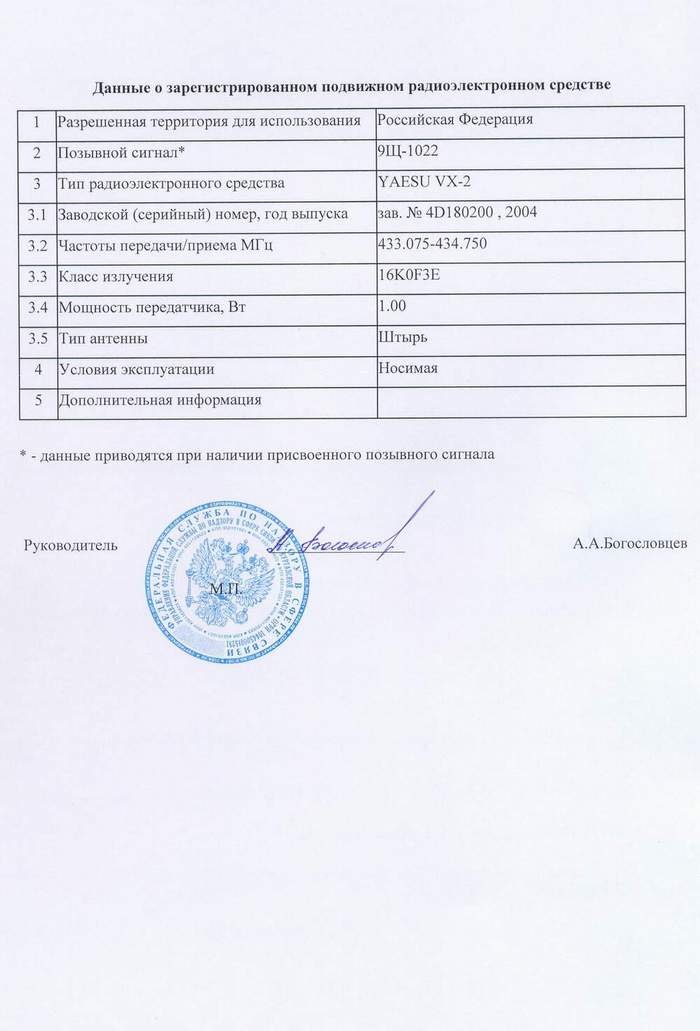 Данные о зарегистрированном подвижном радиоэлектронном средстве
1 Разрешенная территория для использования Российская Федерация
2 Позывной сигнал* 9Щ-1022
3 Тип радиоэлектронного средства YAESU VX-2
3.1 Заводской (серийный) номер, год выпуска зав. № 4D180200 , 2004
3.2 Частоты передачи/приема МГц 433.075-434.750
3.3 Класс излучения 16K0F3E
3.4 Мощность передатчика, Вт 1.00
3.5 Тип антенны Штырь
4 Условия эксплуатации Носимая
5 Дополнительная информация
* - данные приводятся при наличии присвоенного позывного сигнала
Руководитель А.А.Богословцев
М.П.
ФЕДЕРАЛЬНАЯ СЛУЖБА ПО НАДЗОРУ В СФЕРЕ СВЯЗИ